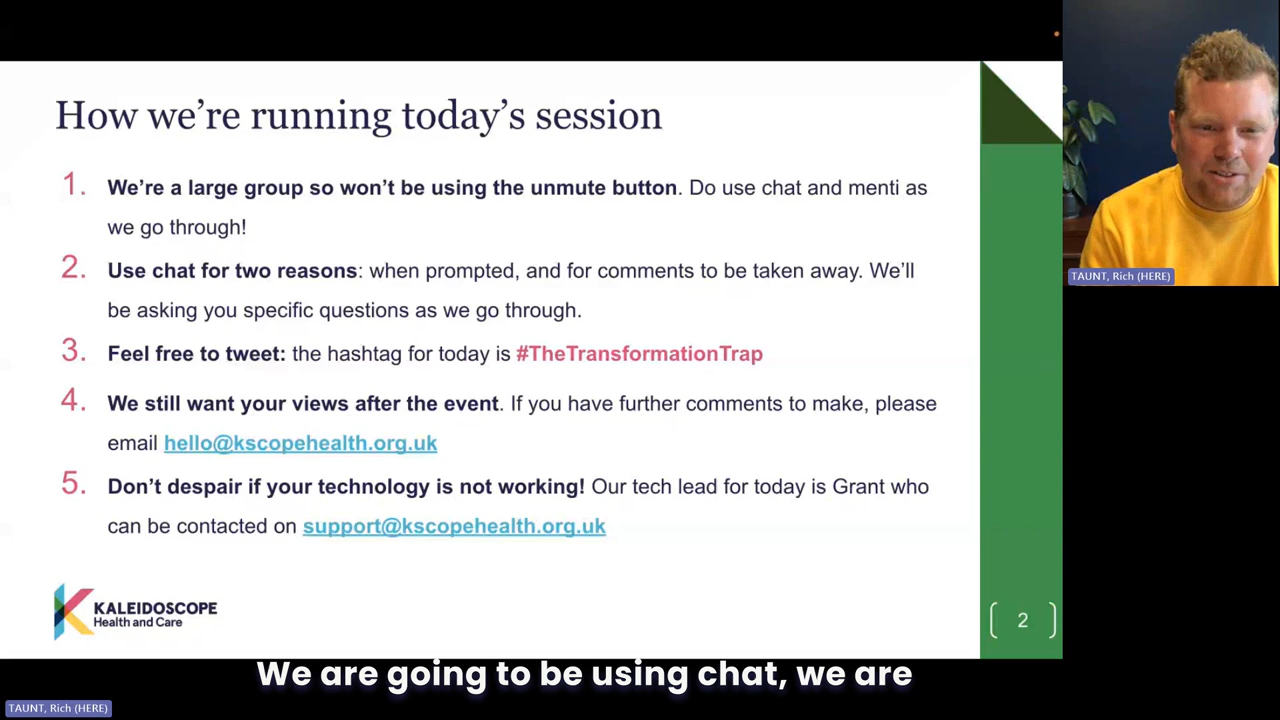 How we’re running today’s session
1. We’re a large group so won’t be using the unmute button. Do use chat and menti as
we go through!
2. Use chat for two reasons: when prompted, and for comments to be taken away. We’ll
be asking you specific questions as we go through.
3. Feel free to tweet: the hashtag for today is #TheTransformationTrap
4. We still want your views after the event. If you have further comments to make, please
email hello@kscopehealth.org.uk
5. Don’t despair if your technology is not working! Our tech lead for today is Grant who
can be contacted on support@kscopehealth.org.uk
KALEIDOSCOPE
Health and Care
2
TAUNT, Rich (HERE)
We are going to be using chat, we are
TAUNT, Rich (HERE)